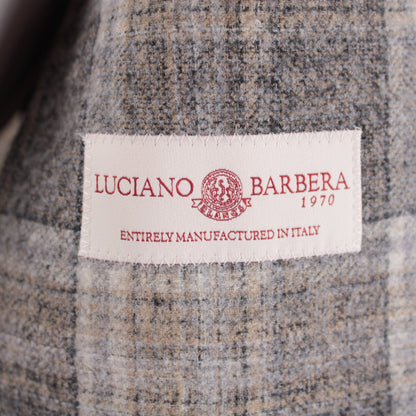 LUCIANO BARBERA
1970
ENTIRELY MANUFACTURED IN ITALY